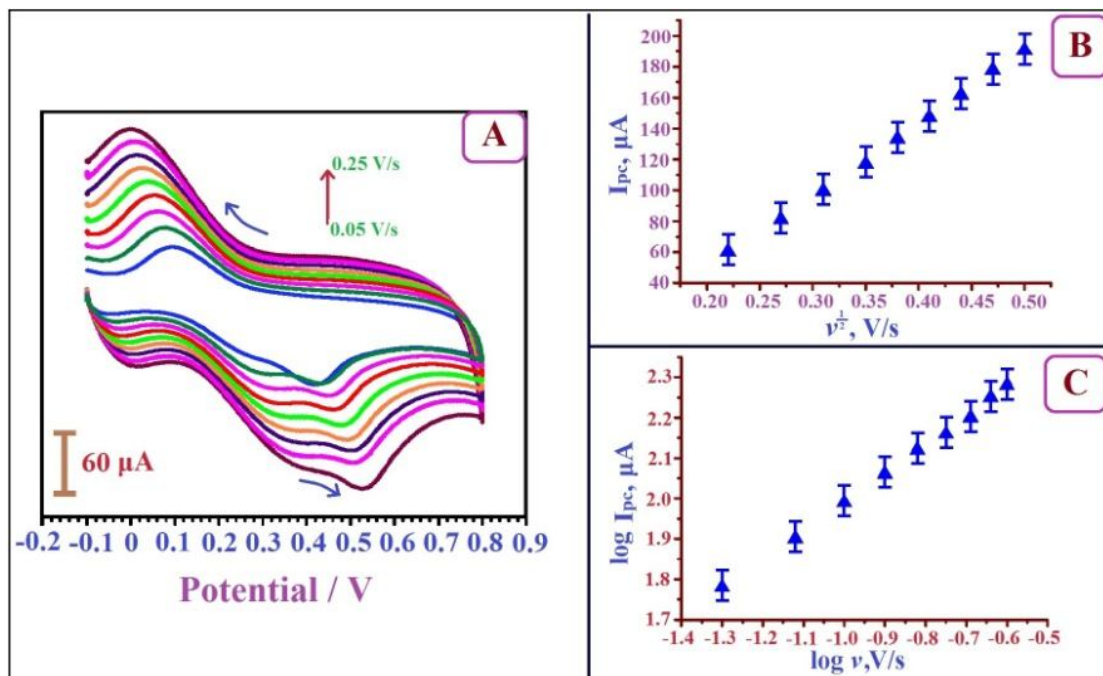 A
0.25 V/s
0.05 V/s
60 µA
-0.2 -0.1 0 0.1 0.2 0.3 0.4 0.5 0.6 0.7 0.8 0.9
Potential / V
B
Ipc, µA
200
180
160
140
120
100
80
60
40
0.20 0.25 0.30 0.35 0.40 0.45 0.50
v^1/2, V/s
C
log Ipc, µA
2.3
2.2
2.1
2.0
1.9
1.8
1.7
-1.4 -1.3 -1.2 -1.1 -1.0 -0.9 -0.8 -0.7 -0.6 -0.5
log v,V/s